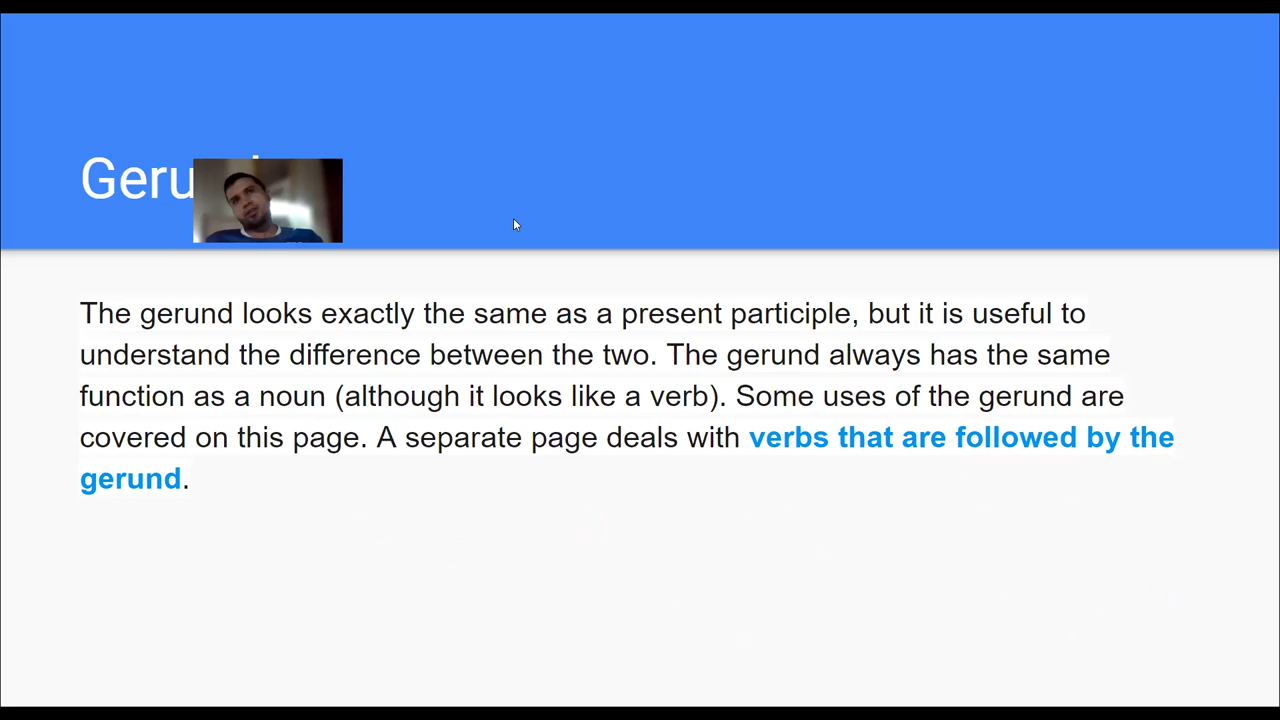 Geru
The gerund looks exactly the same as a present participle, but it is useful to
understand the difference between the two. The gerund always has the same
function as a noun (although it looks like a verb). Some uses of the gerund are
covered on this page. A separate page deals with verbs that are followed by the
gerund.